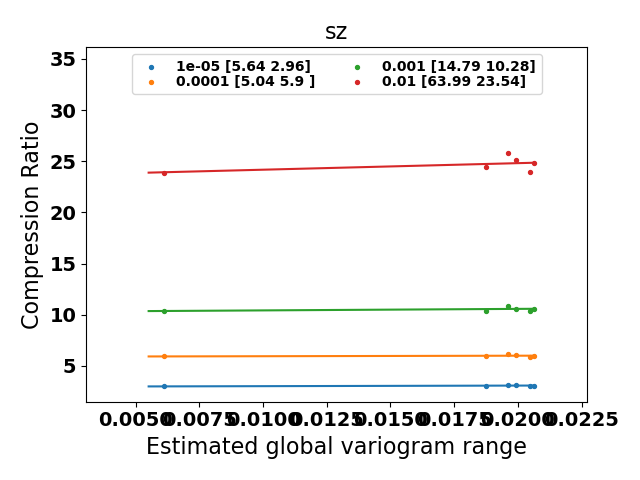 sz
1e-05 [5.64 2.96]
0.0001 [5.04 5.9 ]
0.001 [14.79 10.28]
0.01 [63.99 23.54]
Compression Ratio
35
30
25
20
15
10
5
0.0050 0.0075 0.0100 0.0125 0.0150 0.0175 0.0200 0.0225
Estimated global variogram range